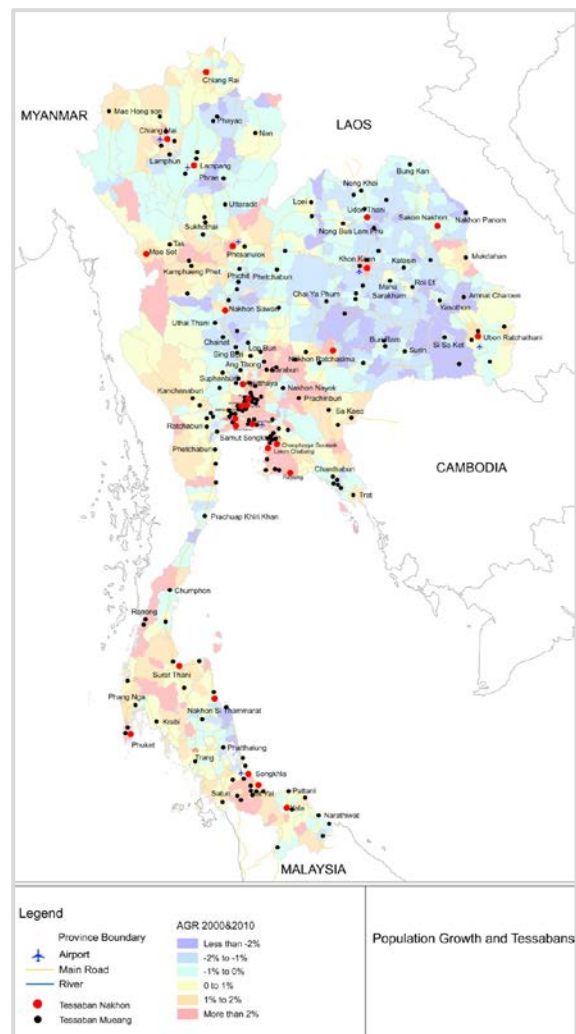 Chiang Rai
MYANMAR
Mae Hong son
LAOS
Chiang Mai
Phayao
Nan
Lamphun
Lampang
Phrae
Bung Kan
Nong Khai
Loei
Udon Thani
Sakon Nakhon
Nakhon Panom
Uttaradit
Sukhothai
Nong Bua Lam Phu
Tak
Mae Sot
Phitsanulok
Khon Kaen
Kalasin
Mukdahan
Kamphaeng Phet
Phichit
Phetchabun
Maha
Sarakham
Roi Et
Chai Ya Phum
Amnat Charoen
Yasothon
Nakhon Sawan
Uthai Thani
Chainat
Lop Buri
Buri Ram
Surin
Si Sa Ket
Ubon Ratchathani
Sing Buri
Ang Thong
Saraburi
Nakhon Ratchasima
Suphanburi
Nakhon Nayok
Kanchanaburi
Prachinburi
Sa Kaeo
Ratchaburi
Samut Songkhram
Phetchaburi
Rayong
Chanthaburi
CAMBODIA
Trat
Prachuap Khiri Khan
Chumphon
Ranong
Surat Thani
Phang Nga
Nakhon Si Thammarat
Krabi
Phuket
Phatthalung
Trang
Songkhla
Satun
Pattani
Yala
Narathiwat
MALAYSIA
Legend
Province Boundary
Airport
Main Road
River
Tessaban Nakhon
Tessaban Mueang
AGR 2000&2010
Less than -2%
-2% to -1%
-1% to 0%
0 to 1%
1% to 2%
More than 2%
Population Growth and Tessabans